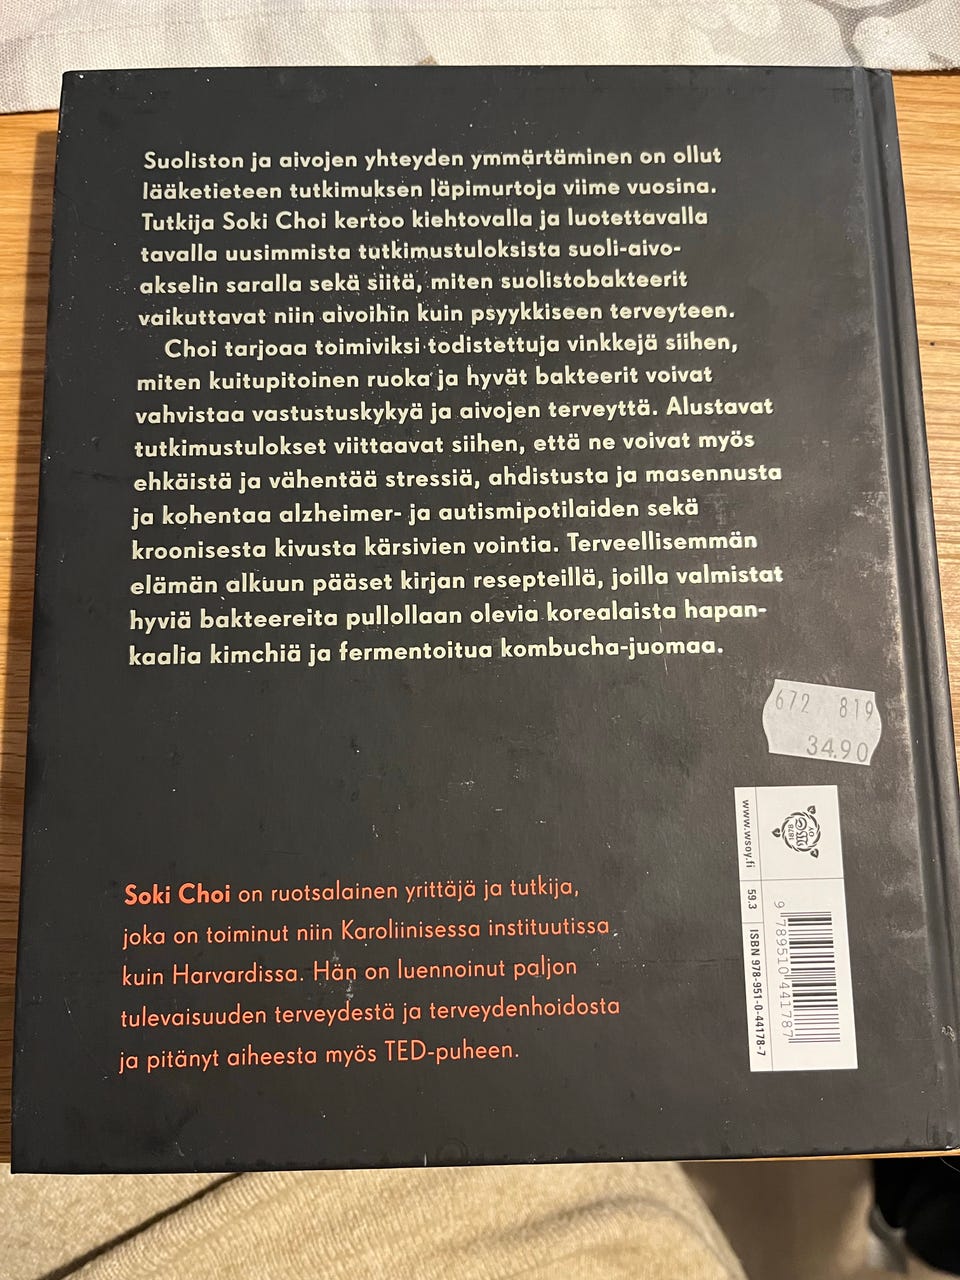 Suoliston ja aivojen yhteyden ymmärtäminen on ollut
lääketieteen tutkimuksen läpimurtoja viime vuosina.
Tutkija Soki Choi kertoo kiehtovalla ja luotettavalla
tavalla uusimmista tutkimustuloksista suoli-aivo-
akselin saralla sekä siitä, miten suolistobakteerit
vaikuttavat niin aivoihin kuin psyykkiseen terveyteen.
Choi tarjoaa toimiviksi todistettuja vinkkejä siihen,
miten kuitupitoinen ruoka ja hyvät bakteerit voivat
vahvistaa vastustuskykyä ja aivojen terveyttä. Alustavat
tutkimustulokset viittaavat siihen, että ne voivat myös
ehkäistä ja vähentää stressiä, ahdistusta ja masennusta
ja kohentaa alzheimer- ja autismipotilaiden sekä
kroonisesta kivusta kärsivien vointia. Terveellisemmän
elämän alkuun pääset kirjan resepteillä, joilla valmistat
hyviä bakteereita pullollaan olevia korealaista hapan-
kaalia kimchiä ja fermentoitua kombucha-juomaa.
672 819
34.90
Soki Choi on ruotsalainen yrittäjä ja tutkija,
joka on toiminut niin Karoliinisessa instituutissa
kuin Harvardissa. Hän on luennoinut paljon
tulevaisuuden terveydestä ja terveydenhoidosta
ja pitänyt aiheesta myös TED-puheen.
1878
WS
OY
www.wsoy.fi
59.3
ISBN 978-951-0-44178-7
9 789510 441787